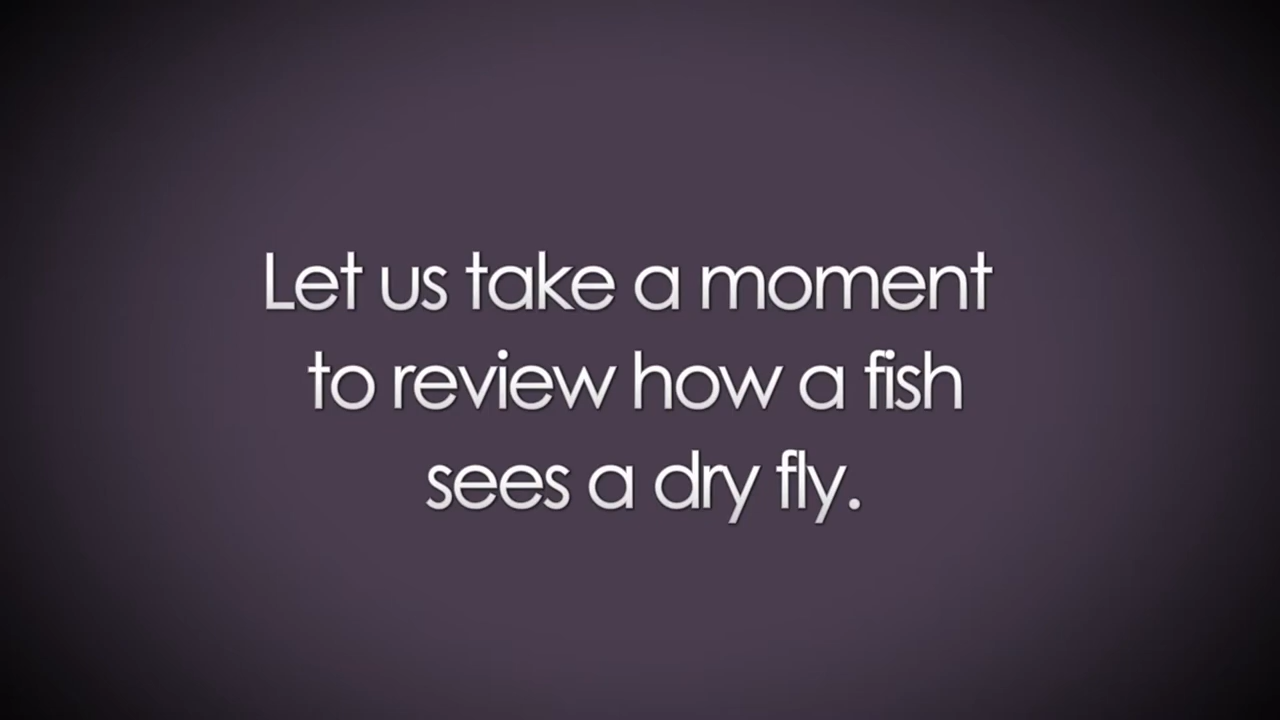 Let us take a moment
to review how a fish
sees a dry fly.